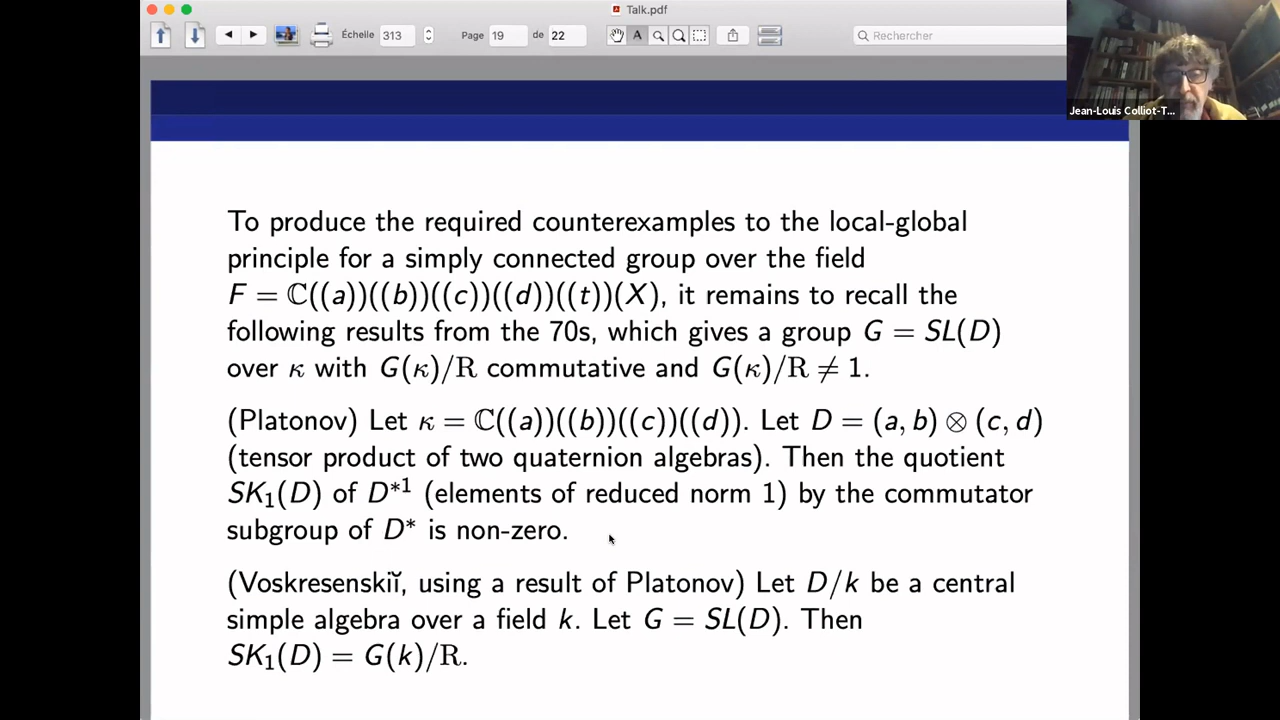 Talk.pdf
Échelle 313 Page 19 de 22 Rechercher
Jean-Louis Colliot-T...
To produce the required counterexamples to the local-global
principle for a simply connected group over the field
F = ℂ((a))((b))((c))((d))((t))(X), it remains to recall the
following results from the 70s, which gives a group G = SL(D)
over κ with G(κ)/R commutative and G(κ)/R ≠ 1.
(Platonov) Let κ = ℂ((a))((b))((c))((d)). Let D = (a, b) ⊗ (c, d)
(tensor product of two quaternion algebras). Then the quotient
SK₁(D) of D*¹ (elements of reduced norm 1) by the commutator
subgroup of D* is non-zero.
(Voskresenskiĭ, using a result of Platonov) Let D/k be a central
simple algebra over a field k. Let G = SL(D). Then
SK₁(D) = G(k)/R.